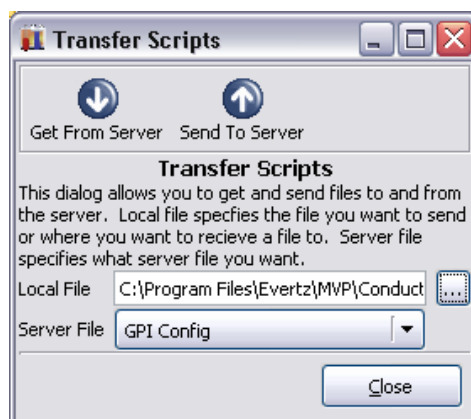 Transfer Scripts
Get From Server Send To Server
Transfer Scripts
This dialog allows you to get and send files to and from
the server. Local file specfies the file you want to send
or where you want to recieve a file to. Server file
specifies what server file you want.
Local File C:\Program Files\Evertz\MVP\Conduct ...
Server File GPI Config
Close